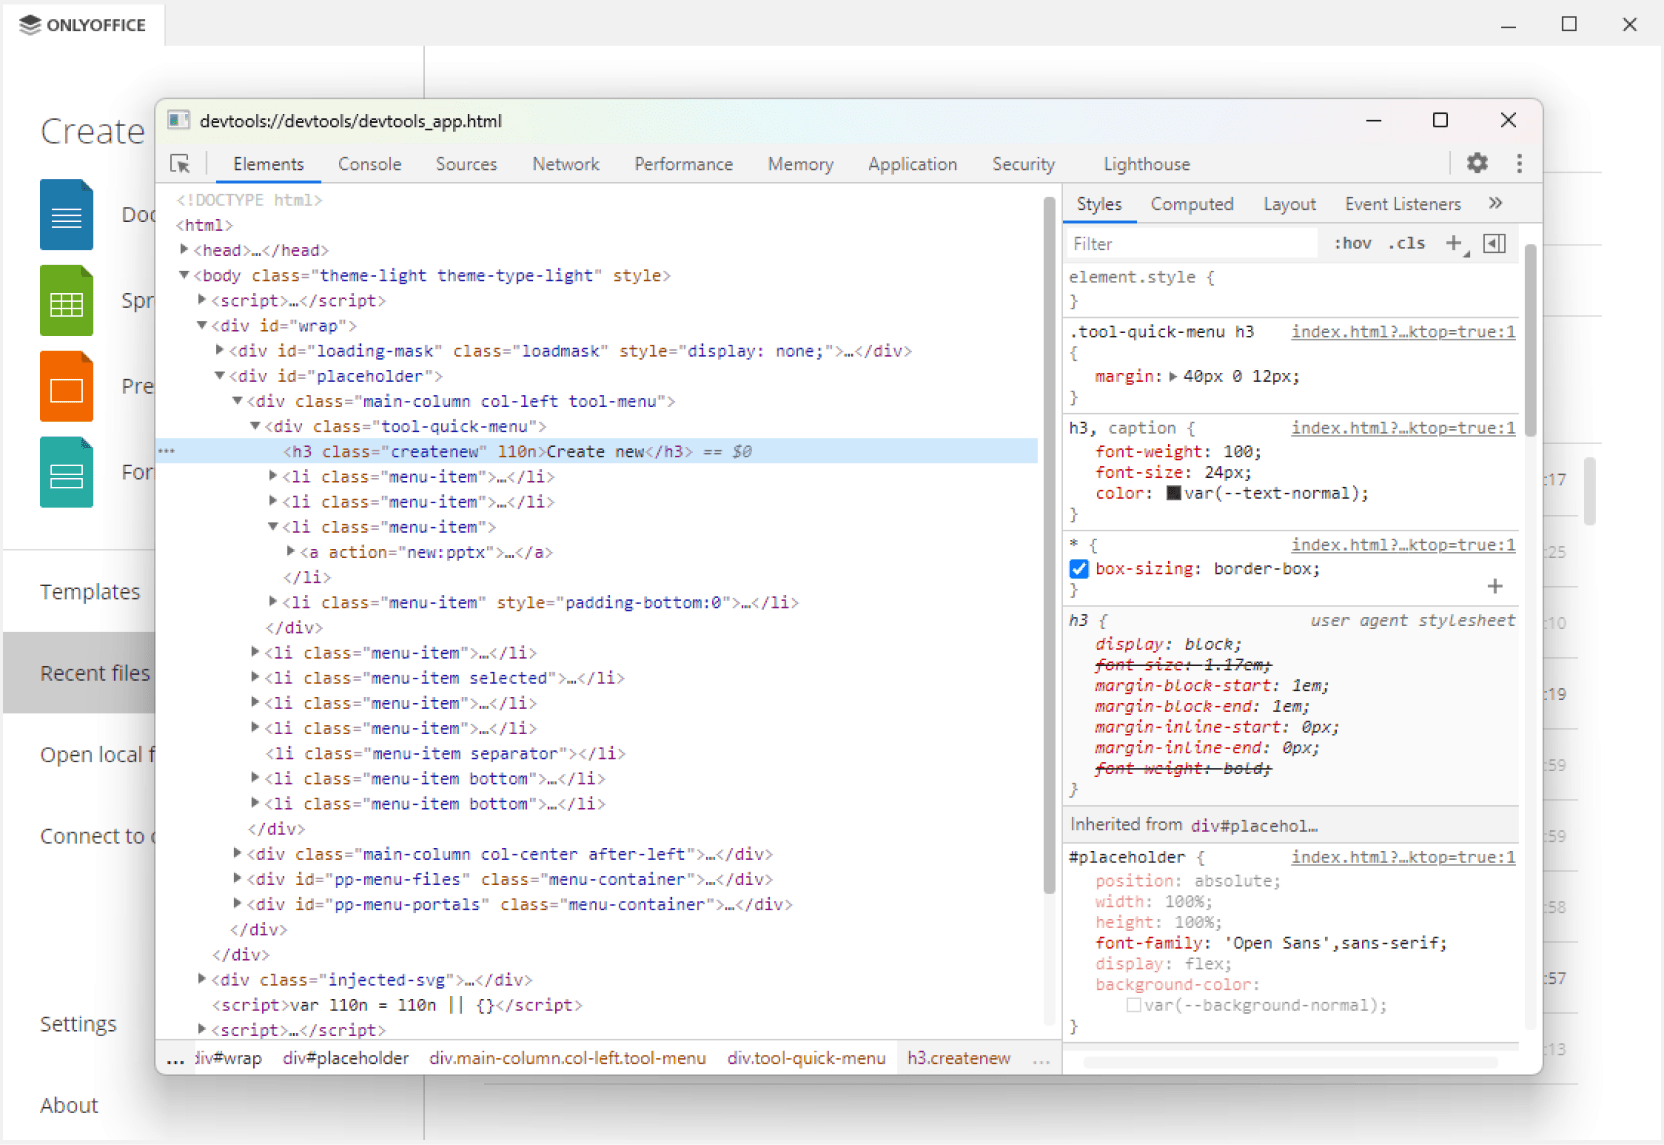 ONLYOFFICE
Create
Doc
Spr
Pre
For
Templates
Recent files
Open local f
Connect to c
Settings
About
devtools://devtools/devtools_app.html
Elements Console Sources Network Performance Memory Application Security Lighthouse
<!DOCTYPE html>
<html>
<head>…</head>
<body class="theme-light theme-type-light" style>
<script>…</script>
<div id="wrap">
<div id="loading-mask" class="loadmask" style="display: none;">…</div>
<div id="placeholder">
<div class="main-column col-left tool-menu">
<div class="tool-quick-menu">
… <h3 class="createnew" l10n>Create new</h3> == $0
<li class="menu-item">…</li>
<li class="menu-item">…</li>
<li class="menu-item">
<a action="new:pptx">…</a>
</li>
<li class="menu-item" style="padding-bottom:0">…</li>
</div>
<li class="menu-item">…</li>
<li class="menu-item selected">…</li>
<li class="menu-item">…</li>
<li class="menu-item">…</li>
<li class="menu-item separator"></li>
<li class="menu-item bottom">…</li>
<li class="menu-item bottom">…</li>
</div>
<div class="main-column col-center after-left">…</div>
<div id="pp-menu-files" class="menu-container">…</div>
<div id="pp-menu-portals" class="menu-container">…</div>
</div>
</div>
<div class="injected-svg">…</div>
<script>var l10n = l10n || {}</script>
<script>…</script>
... div#wrap div#placeholder div.main-column.col-left.tool-menu div.tool-quick-menu h3.createnew ...
Styles Computed Layout Event Listeners »
Filter :hov .cls +
element.style {
}
.tool-quick-menu h3 index.html?…ktop=true:1
{
margin: 40px 0 12px;
}
h3, caption { index.html?…ktop=true:1
font-weight: 100;
font-size: 24px;
color: var(--text-normal);
}
* { index.html?…ktop=true:1
box-sizing: border-box;
} +
h3 { user agent stylesheet
display: block;
font-size: 1.17em;
margin-block-start: 1em;
margin-block-end: 1em;
margin-inline-start: 0px;
margin-inline-end: 0px;
font-weight: bold;
}
Inherited from div#placehol…
#placeholder { index.html?…ktop=true:1
position: absolute;
width: 100%;
height: 100%;
font-family: 'Open Sans',sans-serif;
display: flex;
background-color:
var(--background-normal);
}
:17
:25
:10
:19
:59
:59
:58
:57
:13